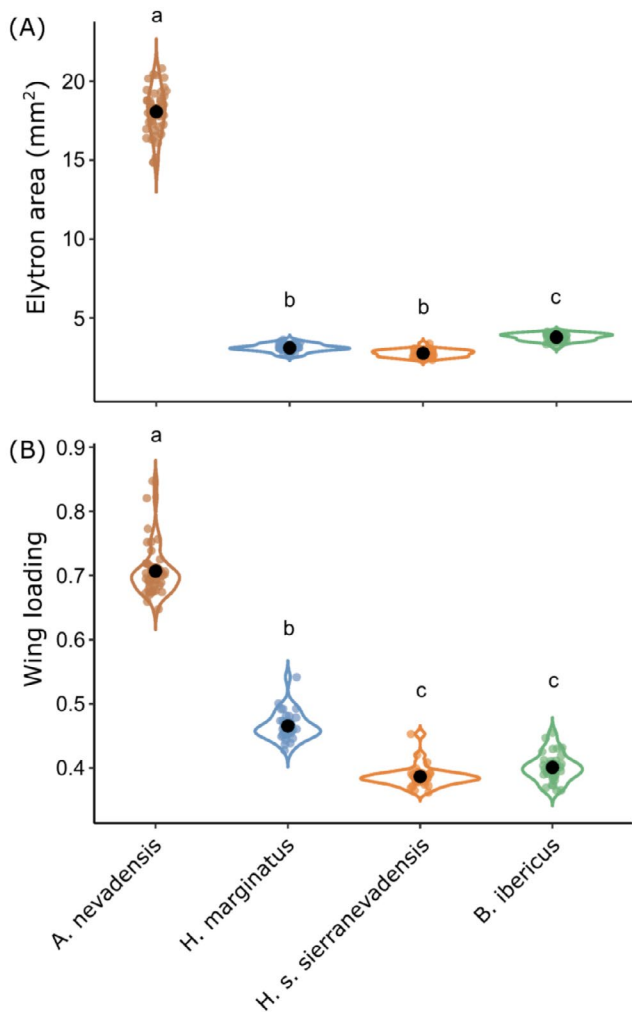 (A)
a
b
b
c
20
15
10
5
Elytron area (mm²)
(B)
a
b
c
c
0.9
0.8
0.7
0.6
0.5
0.4
Wing loading
A. nevadensis
H. marginatus
H. s. sierranevadensis
B. ibericus